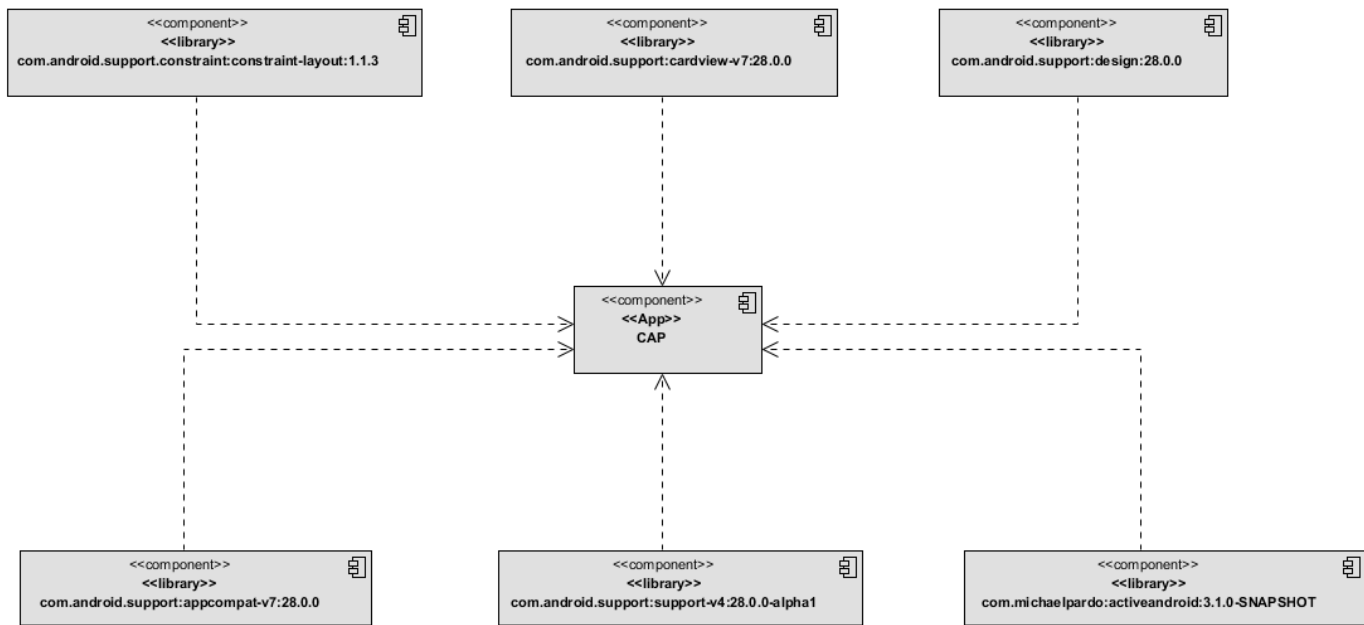 <<component>>
<<library>>
com.android.support.constraint:constraint-layout:1.1.3
<<component>>
<<library>>
com.android.support:cardview-v7:28.0.0
<<component>>
<<library>>
com.android.support:design:28.0.0
<<component>>
<<App>>
CAP
<<component>>
<<library>>
com.android.support:appcompat-v7:28.0.0
<<component>>
<<library>>
com.android.support:support-v4:28.0.0-alpha1
<<component>>
<<library>>
com.michaelpardo:activeandroid:3.1.0-SNAPSHOT